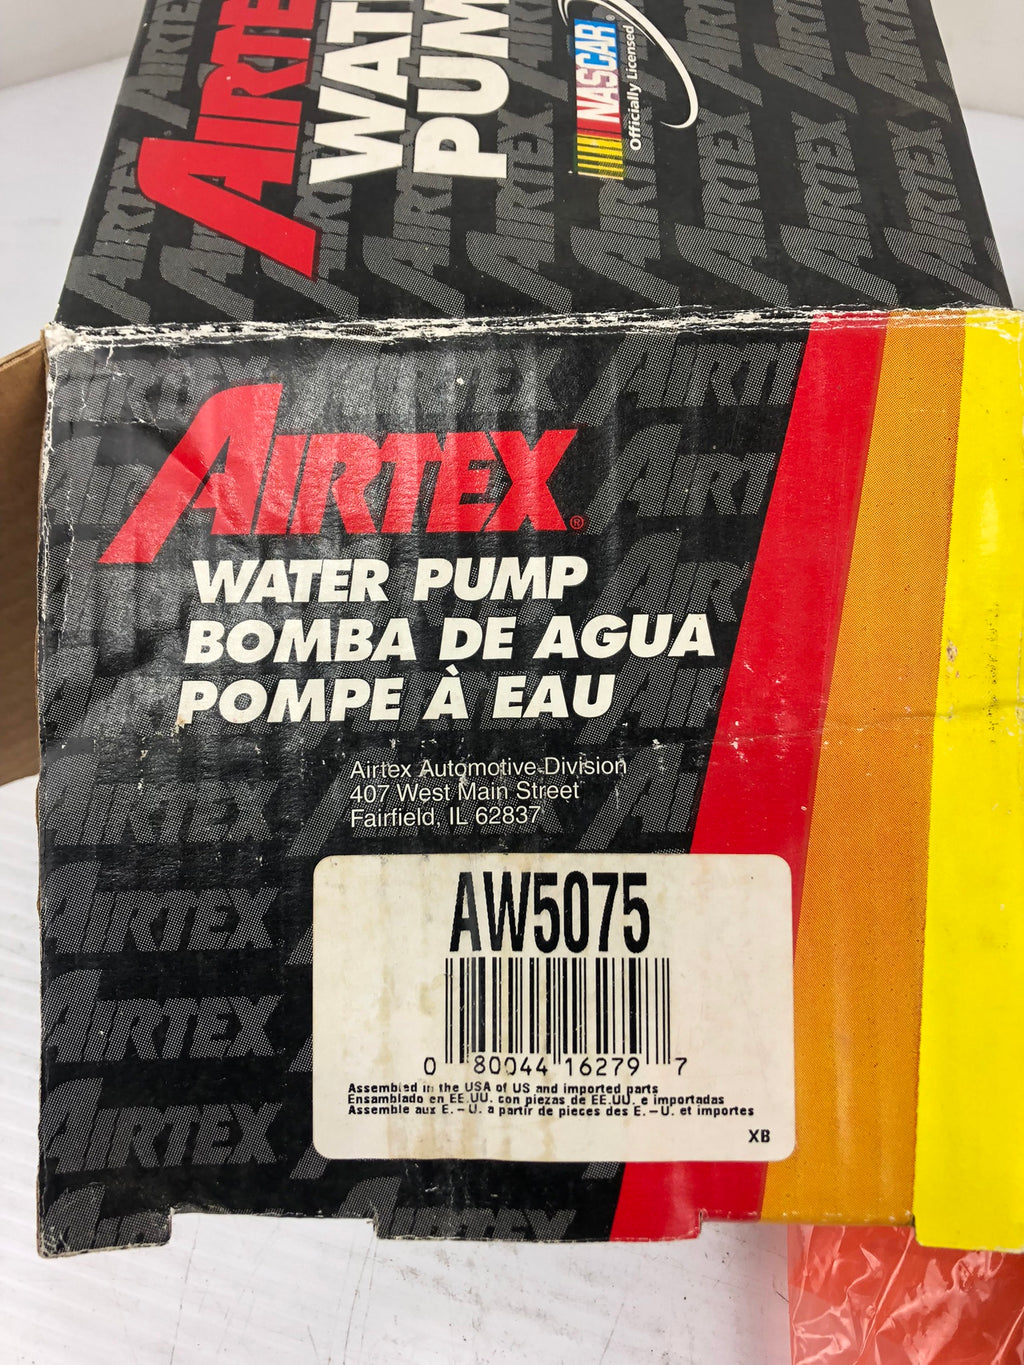 AIRTE
WAT
PUM
NASCAR
Officially Licensed
AIRTEX®
WATER PUMP
BOMBA DE AGUA
POMPE À EAU
Airtex Automotive Division
407 West Main Street
Fairfield, IL 62837
AW5075
0 80044 16279 7
Assembled in the USA of US and imported parts
Ensamblado en EE.UU. con piezas de EE.UU. e importadas
Assemble aux E.-U. a partir de pieces des E.-U. et importes
XB